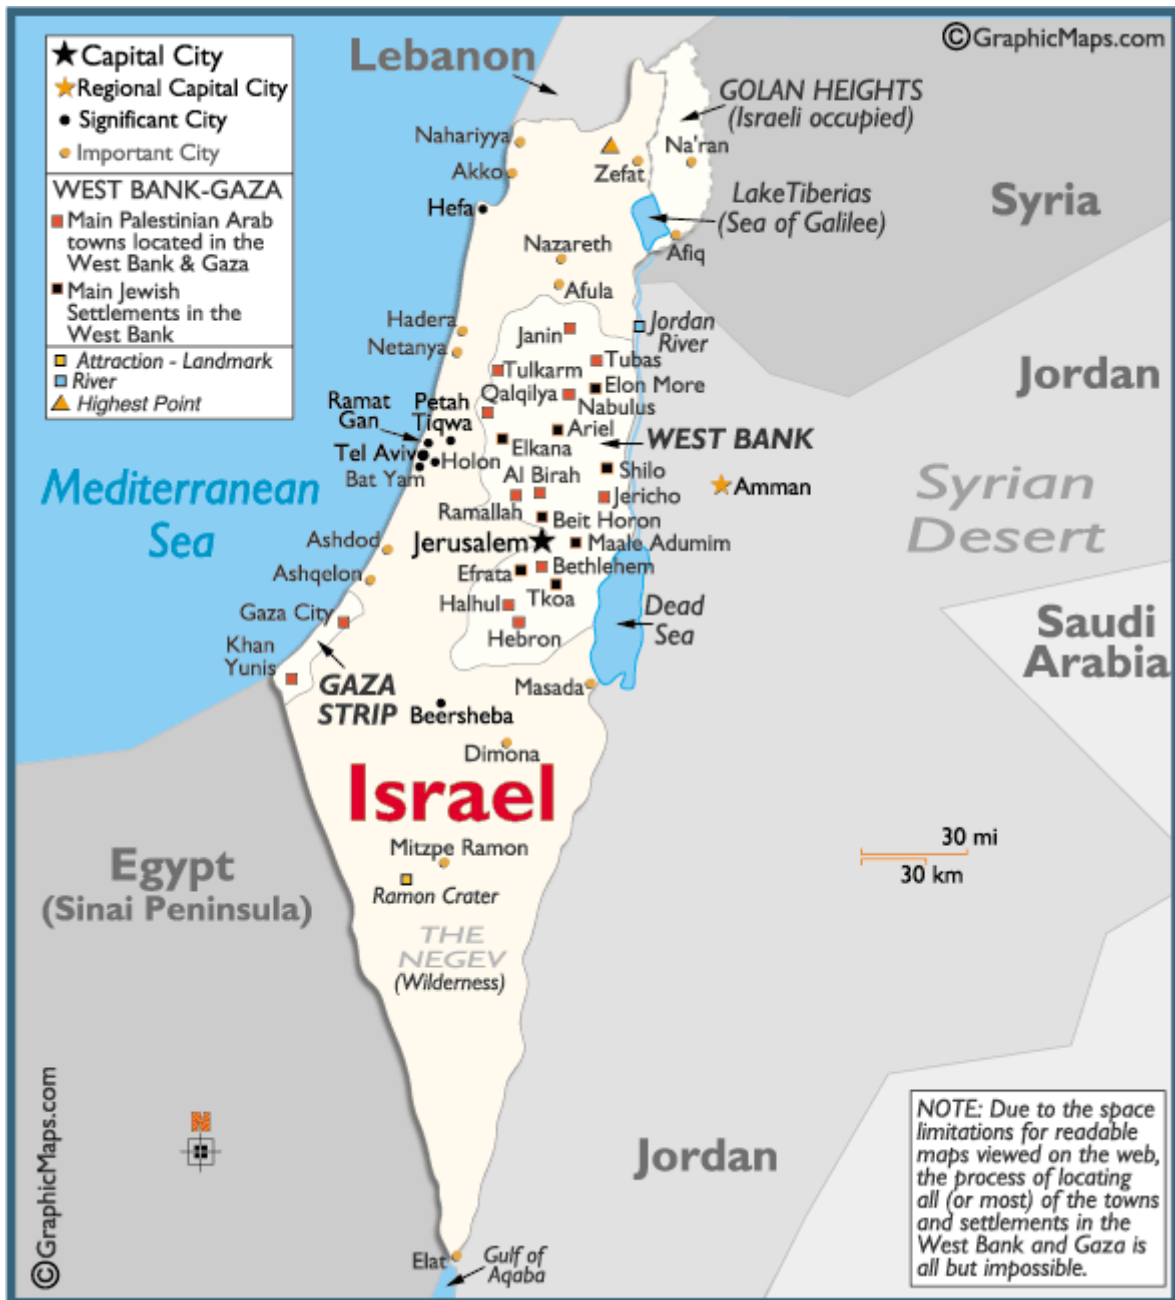 ©GraphicMaps.com
Capital City
Regional Capital City
Significant City
Important City
WEST BANK-GAZA
Main Palestinian Arab
towns located in the
West Bank & Gaza
Main Jewish
Settlements in the
West Bank
Attraction - Landmark
River
Highest Point
Lebanon
GOLAN HEIGHTS
(Israeli occupied)
Nahariyya
Na'ran
Akko
Zefat
Hefa
Lake Tiberias
(Sea of Galilee)
Syria
Nazareth
Afiq
Afula
Hadera
Janin
Jordan
River
Netanya
Tulkarm
Tubas
Jordan
Qalqilya
Elon More
Nabulus
Ramat
Gan
Petah
Tiqwa
Ariel
WEST BANK
Elkana
Tel Aviv
Holon
Bat Yam
Al Birah
Shilo
Mediterranean
Sea
Jericho
Amman
Syrian
Desert
Ramallah
Beit Horon
Ashdod
Jerusalem
Maale Adumim
Ashqelon
Efrata
Bethlehem
Gaza City
Halhul
Tkoa
Dead
Sea
Saudi
Arabia
Hebron
Khan
Yunis
GAZA
STRIP
Masada
Beersheba
Dimona
Israel
30 mi
30 km
Mitzpe Ramon
Egypt
(Sinai Peninsula)
Ramon Crater
THE
NEGEV
(Wilderness)
©GraphicMaps.com
N
Jordan
NOTE: Due to the space
limitations for readable
maps viewed on the web,
the process of locating
all (or most) of the towns
and settlements in the
West Bank and Gaza is
all but impossible.
Elat
Gulf of
Aqaba